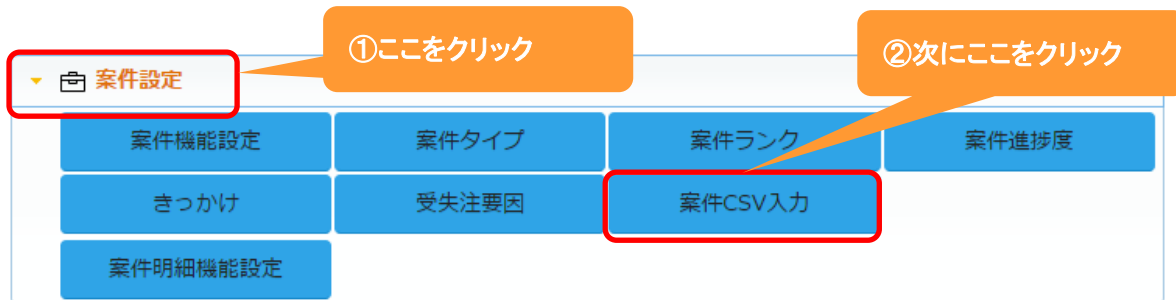 ①ここをクリック
②次にここをクリック
案件設定
案件機能設定 案件タイプ 案件ランク 案件進捗度
きっかけ 受失注要因 案件CSV入力
案件明細機能設定